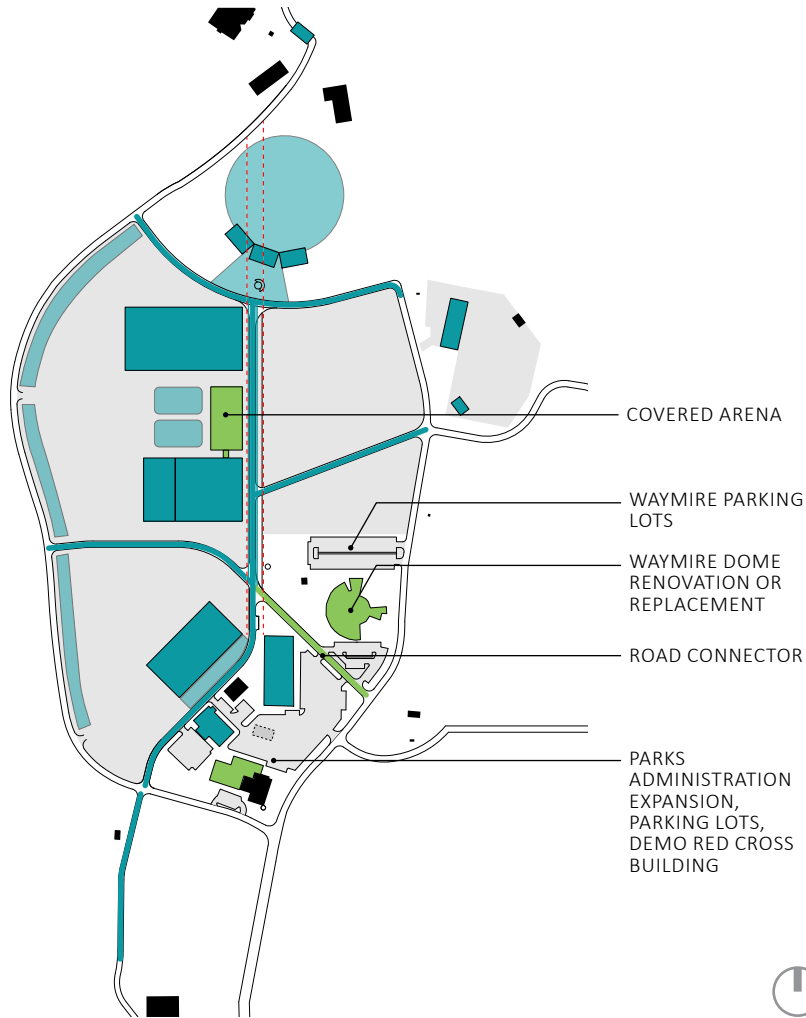 COVERED ARENA
WAYMIRE PARKING
LOTS
WAYMIRE DOME
RENOVATION OR
REPLACEMENT
ROAD CONNECTOR
PARKS
ADMINISTRATION
EXPANSION,
PARKING LOTS,
DEMO RED CROSS
BUILDING